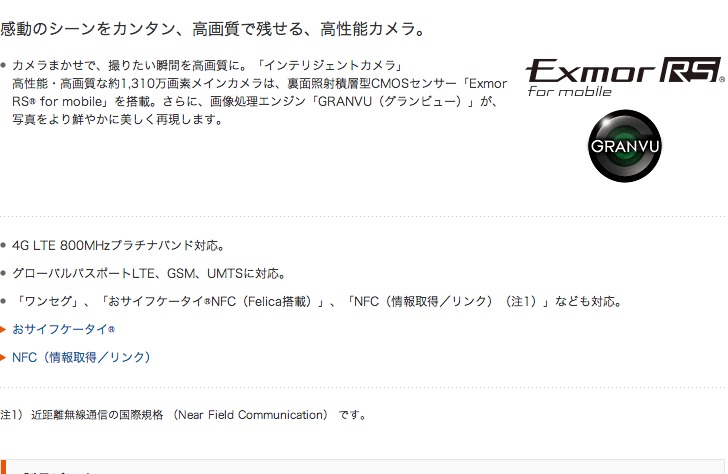 感動のシーンをカンタン、高画質で残せる、高性能カメラ。
カメラまかせで、撮りたい瞬間を高画質に。「インテリジェントカメラ」
高性能・高画質な約1,310万画素メインカメラは、裏面照射積層型CMOSセンサー「Exmor
RS® for mobile」を搭載。さらに、画像処理エンジン「GRANVU（グランビュー）」が、
写真をより鮮やかに美しく再現します。
Exmor RS®
for mobile
GRANVU
4G LTE 800MHzプラチナバンド対応。
グローバルパスポートLTE、GSM、UMTSに対応。
「ワンセグ」、「おサイフケータイ®NFC（Felica搭載）」、「NFC（情報取得／リンク）（注1）」なども対応。
おサイフケータイ®
NFC（情報取得／リンク）
注1） 近距離無線通信の国際規格 （Near Field Communication） です。